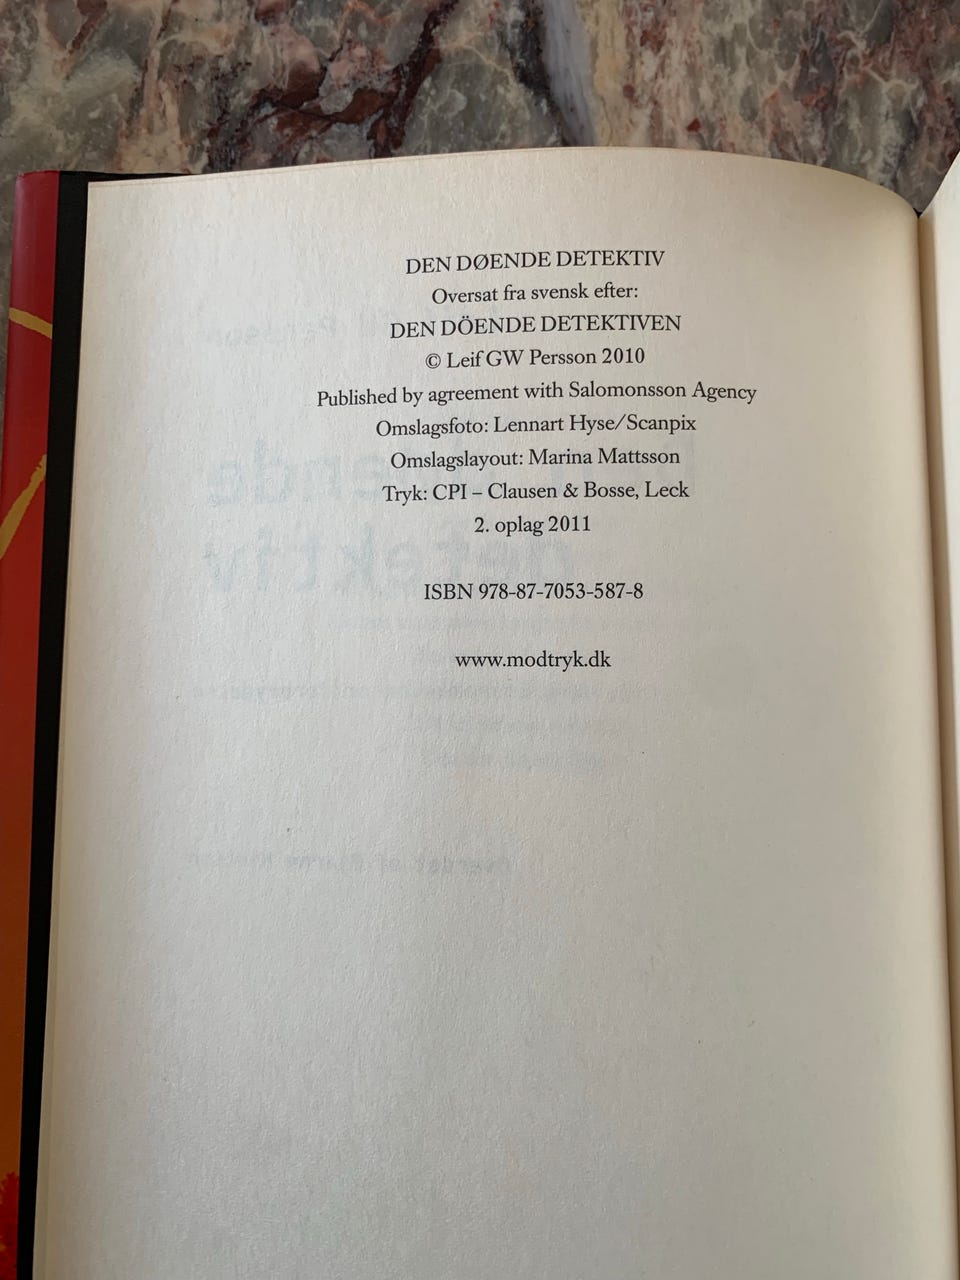 DEN DØENDE DETEKTIV
Oversat fra svensk efter:
DEN DÖENDE DETEKTIVEN
© Leif GW Persson 2010
Published by agreement with Salomonsson Agency
Omslagsfoto: Lennart Hyse/Scanpix
Omslagslayout: Marina Mattsson
Tryk: CPI – Clausen & Bosse, Leck
2. oplag 2011
ISBN 978-87-7053-587-8
www.modtryk.dk